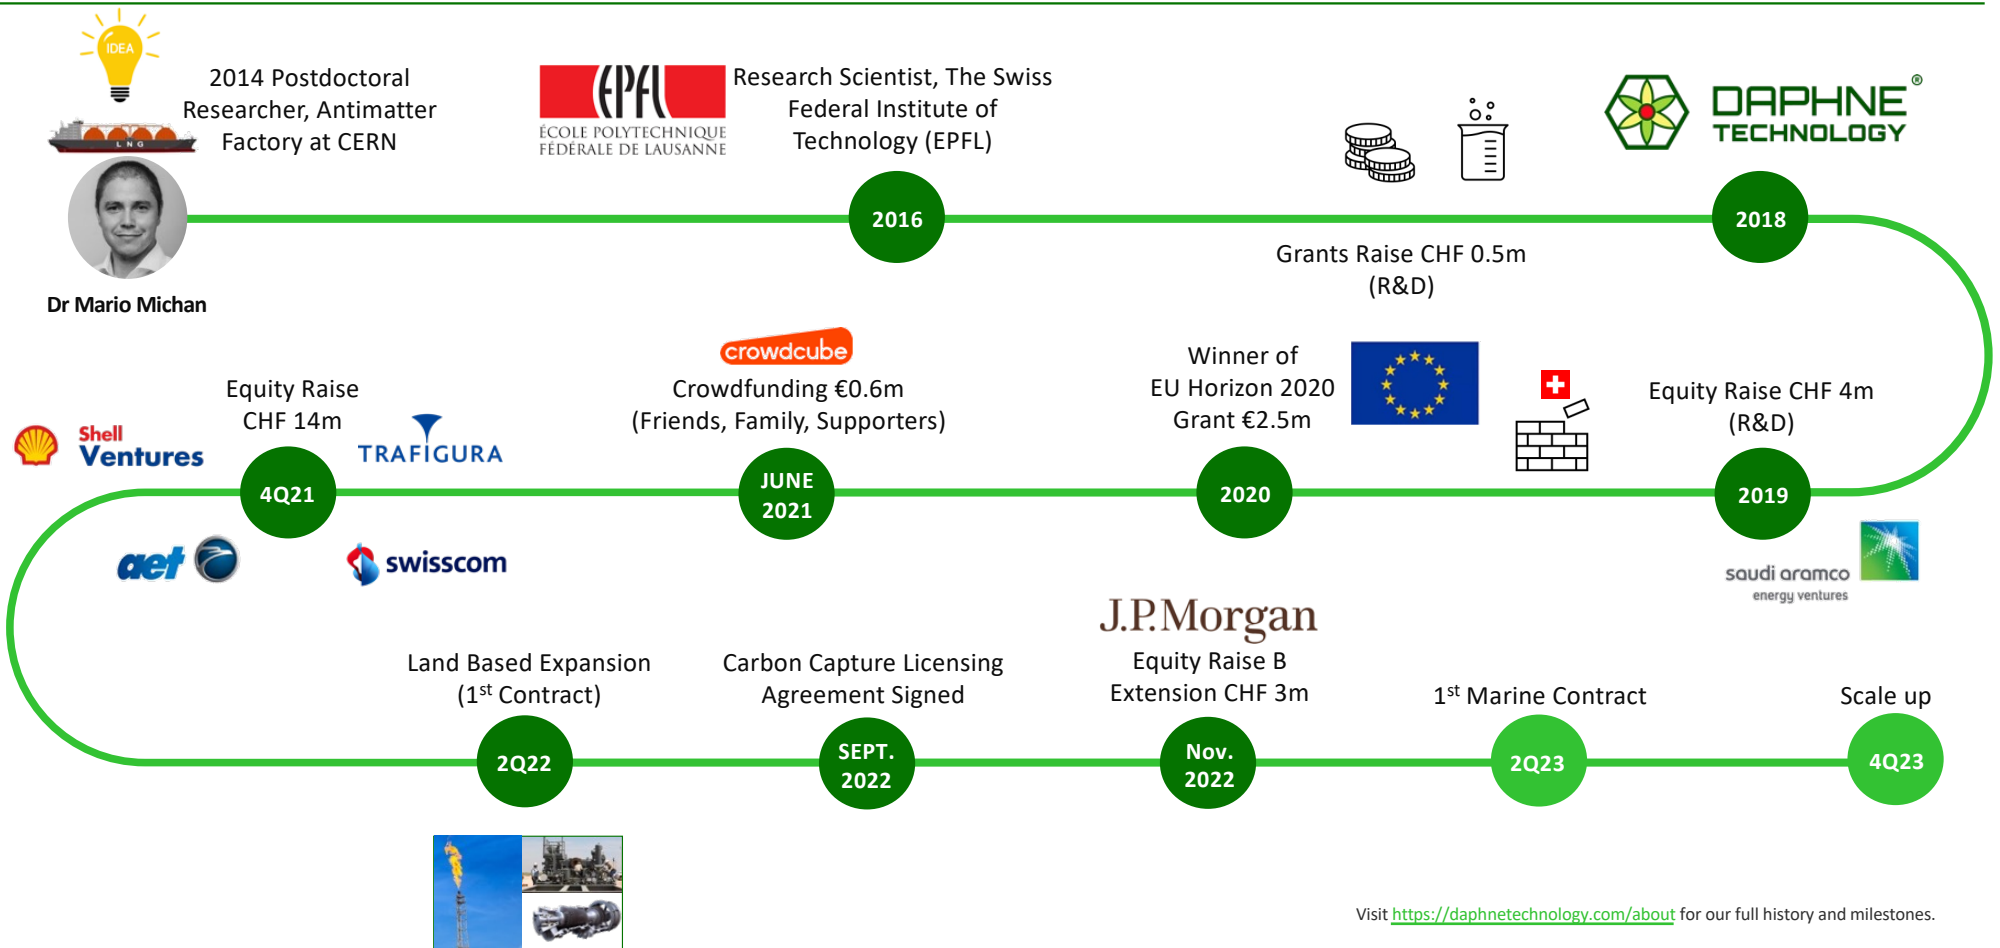 IDEA
LNG
2014 Postdoctoral
Researcher, Antimatter
Factory at CERN
Dr Mario Michan
EPFL
ÉCOLE POLYTECHNIQUE
FÉDÉRALE DE LAUSANNE
Research Scientist, The Swiss
Federal Institute of
Technology (EPFL)
2016
Grants Raise CHF 0.5m
(R&D)
DAPHNE®
TECHNOLOGY
2018
Equity Raise CHF 4m
(R&D)
2019
saudi aramco
energy ventures
Winner of
EU Horizon 2020
Grant €2.5m
2020
crowdcube
Crowdfunding €0.6m
(Friends, Family, Supporters)
JUNE
2021
Equity Raise
CHF 14m
4Q21
Shell
Ventures
TRAFIGURA
aet
swisscom
Land Based Expansion
(1st Contract)
2Q22
Carbon Capture Licensing
Agreement Signed
SEPT.
2022
J.P.Morgan
Equity Raise B
Extension CHF 3m
Nov.
2022
1st Marine Contract
2Q23
Scale up
4Q23
Visit https://daphnetechnology.com/about for our full history and milestones.